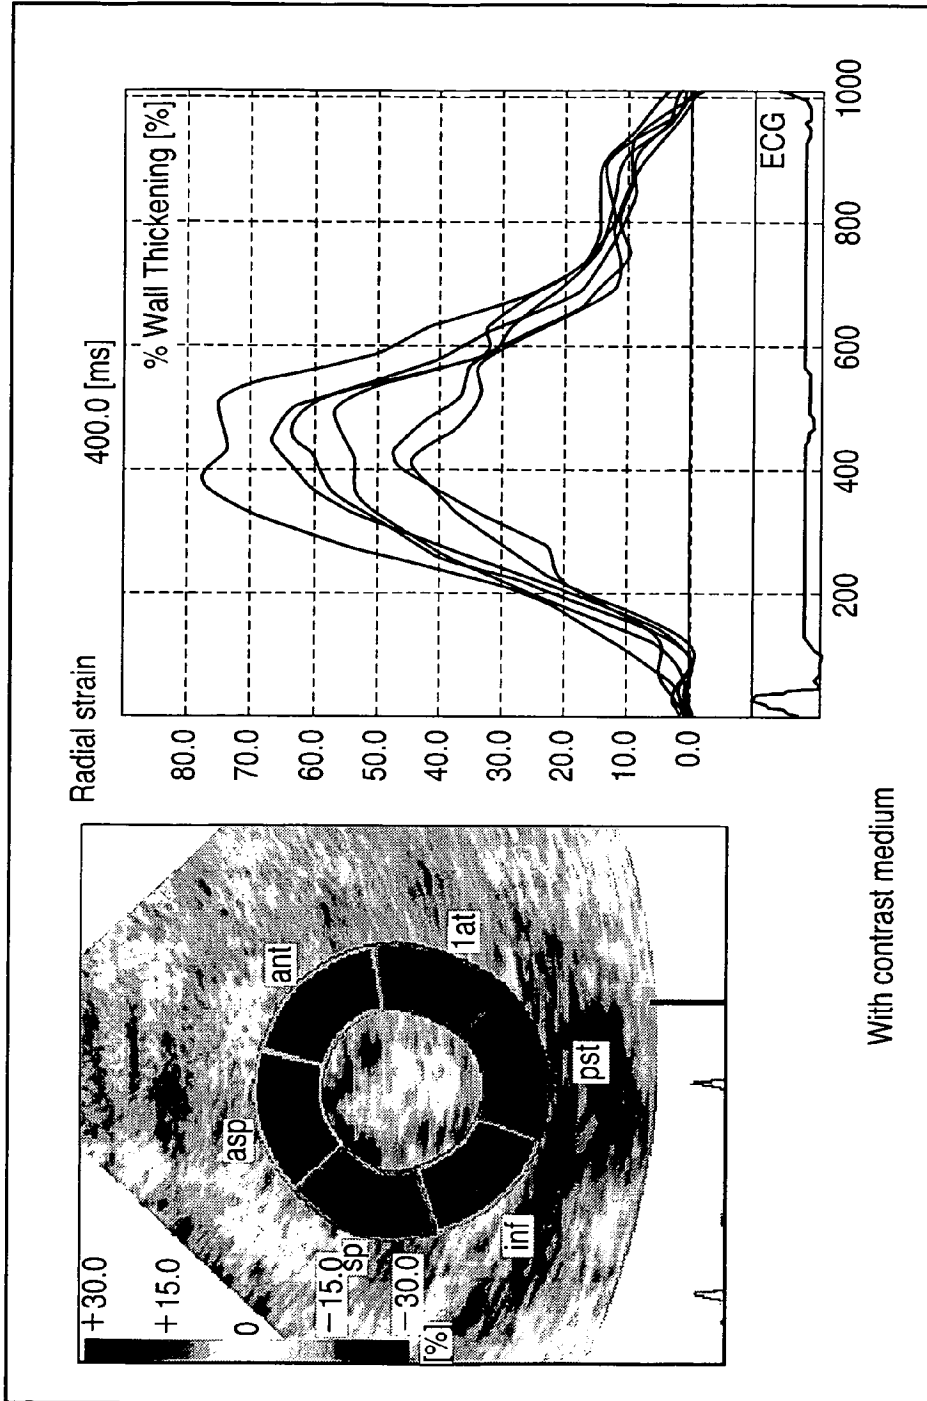 Radial strain
400.0 [ms]
% Wall Thickening [%]
80.0
70.0
60.0
50.0
40.0
30.0
20.0
10.0
0.0
ECG
200
400
600
800
1000
+30.0
+15.0
0
−15.0
−30.0
[%]
asp
ant
1at
sp
inf
pst
With contrast medium